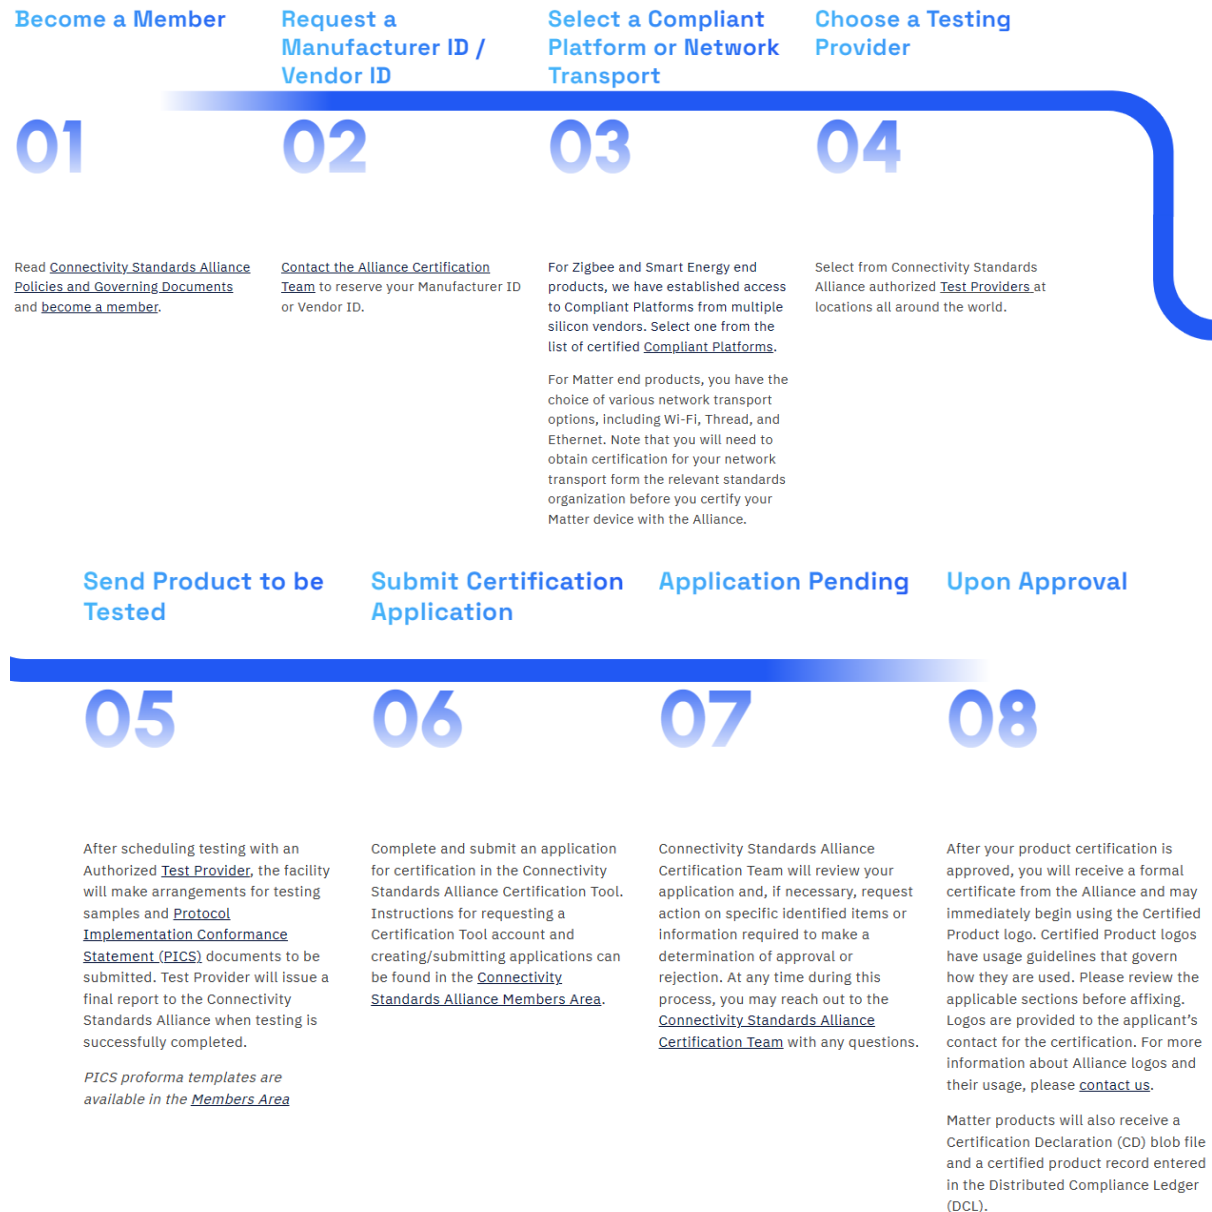 Become a Member
Request a
Manufacturer ID /
Vendor ID
Select a Compliant
Platform or Network
Transport
Choose a Testing
Provider
01
02
03
04
Read Connectivity Standards Alliance
Policies and Governing Documents
and become a member.
Contact the Alliance Certification
Team to reserve your Manufacturer ID
or Vendor ID.
For Zigbee and Smart Energy end
products, we have established access
to Compliant Platforms from multiple
silicon vendors. Select one from the
list of certified Compliant Platforms.
For Matter end products, you have the
choice of various network transport
options, including Wi-Fi, Thread, and
Ethernet. Note that you will need to
obtain certification for your network
transport form the relevant standards
organization before you certify your
Matter device with the Alliance.
Select from Connectivity Standards
Alliance authorized Test Providers at
locations all around the world.
Send Product to be
Tested
Submit Certification
Application
Application Pending
Upon Approval
05
06
07
08
After scheduling testing with an
Authorized Test Provider, the facility
will make arrangements for testing
samples and Protocol
Implementation Conformance
Statement (PICS) documents to be
submitted. Test Provider will issue a
final report to the Connectivity
Standards Alliance when testing is
successfully completed.
PICS proforma templates are
available in the Members Area
Complete and submit an application
for certification in the Connectivity
Standards Alliance Certification Tool.
Instructions for requesting a
Certification Tool account and
creating/submitting applications can
be found in the Connectivity
Standards Alliance Members Area.
Connectivity Standards Alliance
Certification Team will review your
application and, if necessary, request
action on specific identified items or
information required to make a
determination of approval or
rejection. At any time during this
process, you may reach out to the
Connectivity Standards Alliance
Certification Team with any questions.
After your product certification is
approved, you will receive a formal
certificate from the Alliance and may
immediately begin using the Certified
Product logo. Certified Product logos
have usage guidelines that govern
how they are used. Please review the
applicable sections before affixing.
Logos are provided to the applicant’s
contact for the certification. For more
information about Alliance logos and
their usage, please contact us.
Matter products will also receive a
Certification Declaration (CD) blob file
and a certified product record entered
in the Distributed Compliance Ledger
(DCL).